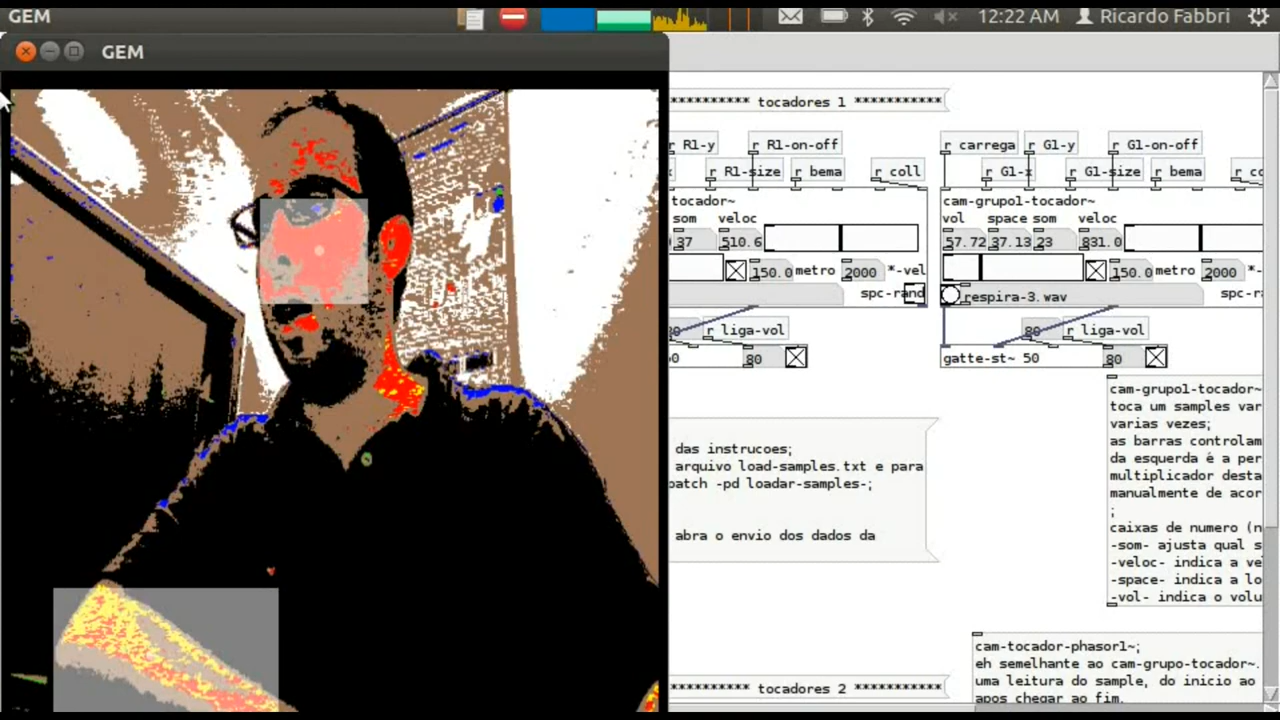 GEM
12:22 AM
Ricardo Fabbri
GEM
********** tocadores 1 ***********
r R1-y
r R1-on-off
r carrega
r G1-y
r G1-on-off
r R1-size
r bema
r coll
r G1-x
r G1-size
r bema
tocador~
cam-grupo1-tocador~
som
veloc
vol
space
som
veloc
37
510.6
57.72
37.13
23
831.0
150.0
metro
2000
*-vel
150.0
metro
2000
spc-rand
respira-3.wav
r liga-vol
80
r liga-vol
80
gatte-st~ 50
80
das instrucoes;
arquivo load-samples.txt e para
patch -pd loadar-samples-;
abra o envio dos dados da
cam-grupo1-tocador~
toca um samples var
varias vezes;
as barras controlam
da esquerda è a per
multiplicador desta
manualmente de acor
;
caixas de numero (n
-som- ajusta qual s
-veloc- indica a ve
-space- indica a lo
-vol- indica o volu
cam-tocador-phasor1~;
eh semelhante ao cam-grupo-tocador~.
uma leitura do sample, do inicio ao
apos chegar ao fim.
********** tocadores 2 ***********